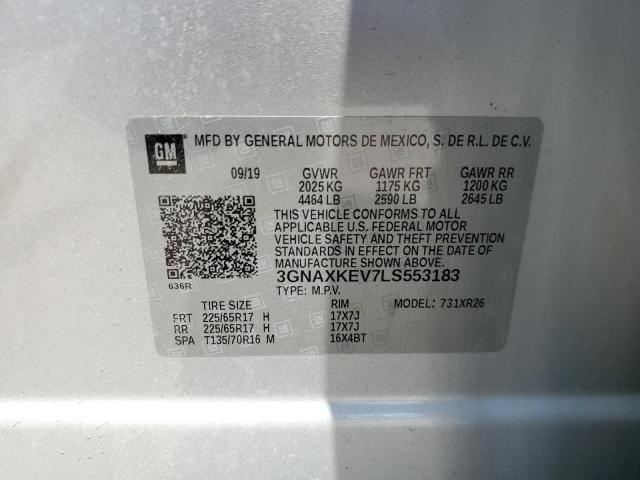 GM
MFD BY GENERAL MOTORS DE MEXICO, S. DE R.L. DE C.V.
09/19 GVWR GAWR FRT GAWR RR
2025 KG 1175 KG 1200 KG
4464 LB 2590 LB 2645 LB
THIS VEHICLE CONFORMS TO ALL
APPLICABLE U.S. FEDERAL MOTOR
VEHICLE SAFETY AND THEFT PREVENTION
STANDARDS IN EFFECT ON THE DATE OF
MANUFACTURE SHOWN ABOVE.
3GNAXKEV7LS553183
636R TYPE: M.P.V.
TIRE SIZE RIM MODEL: 731XR26
FRT 225/65R17 H 17X7J
RR 225/65R17 H 17X7J
SPA T135/70R16 M 16X4BT